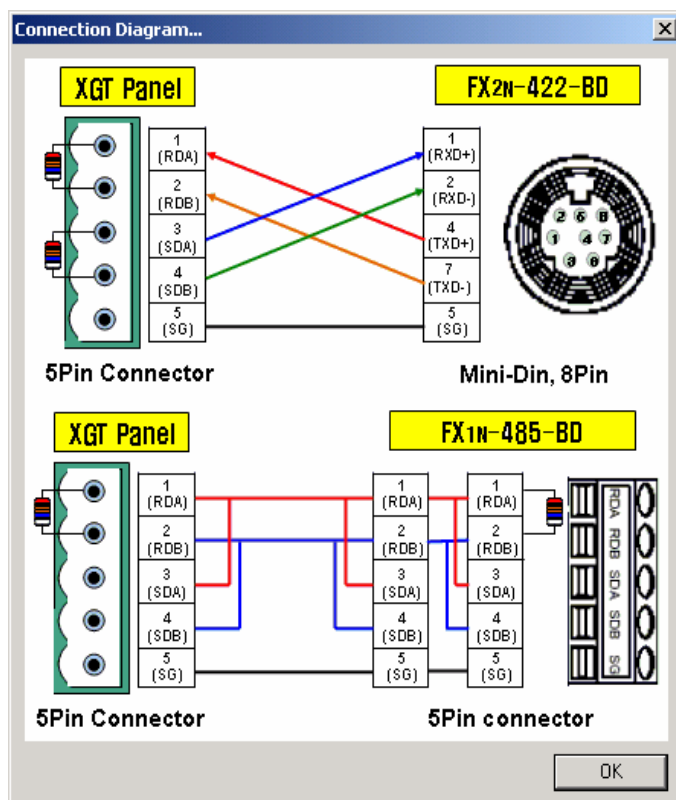 Connection Diagram...
XGT Panel
FX2N-422-BD
1
(RDA)
2
(RDB)
3
(SDA)
4
(SDB)
5
(SG)
1
(RXD+)
2
(RXD-)
4
(TXD+)
7
(TXD-)
5
(SG)
2 5 8
1 4 7
3 6
5Pin Connector
Mini-Din, 8Pin
XGT Panel
FX1N-485-BD
1
(RDA)
2
(RDB)
3
(SDA)
4
(SDB)
5
(SG)
1
(RDA)
2
(RDB)
3
(SDA)
4
(SDB)
5
(SG)
1
(RDA)
2
(RDB)
3
(SDA)
4
(SDB)
5
(SG)
RDA RDB SDA SDB SG
5Pin Connector
5Pin connector
OK